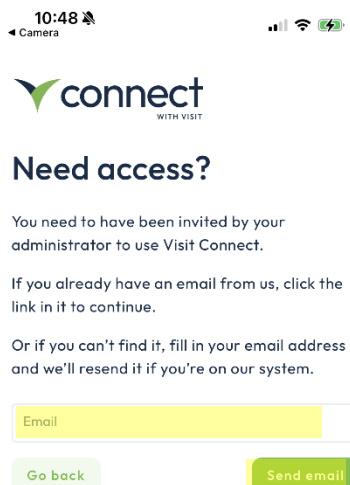 10:48
◀ Camera
connect
WITH VISIT
Need access?
You need to have been invited by your
administrator to use Visit Connect.
If you already have an email from us, click the
link in it to continue.
Or if you can't find it, fill in your email address
and we'll resend it if you're on our system.
Email
Go back
Send email